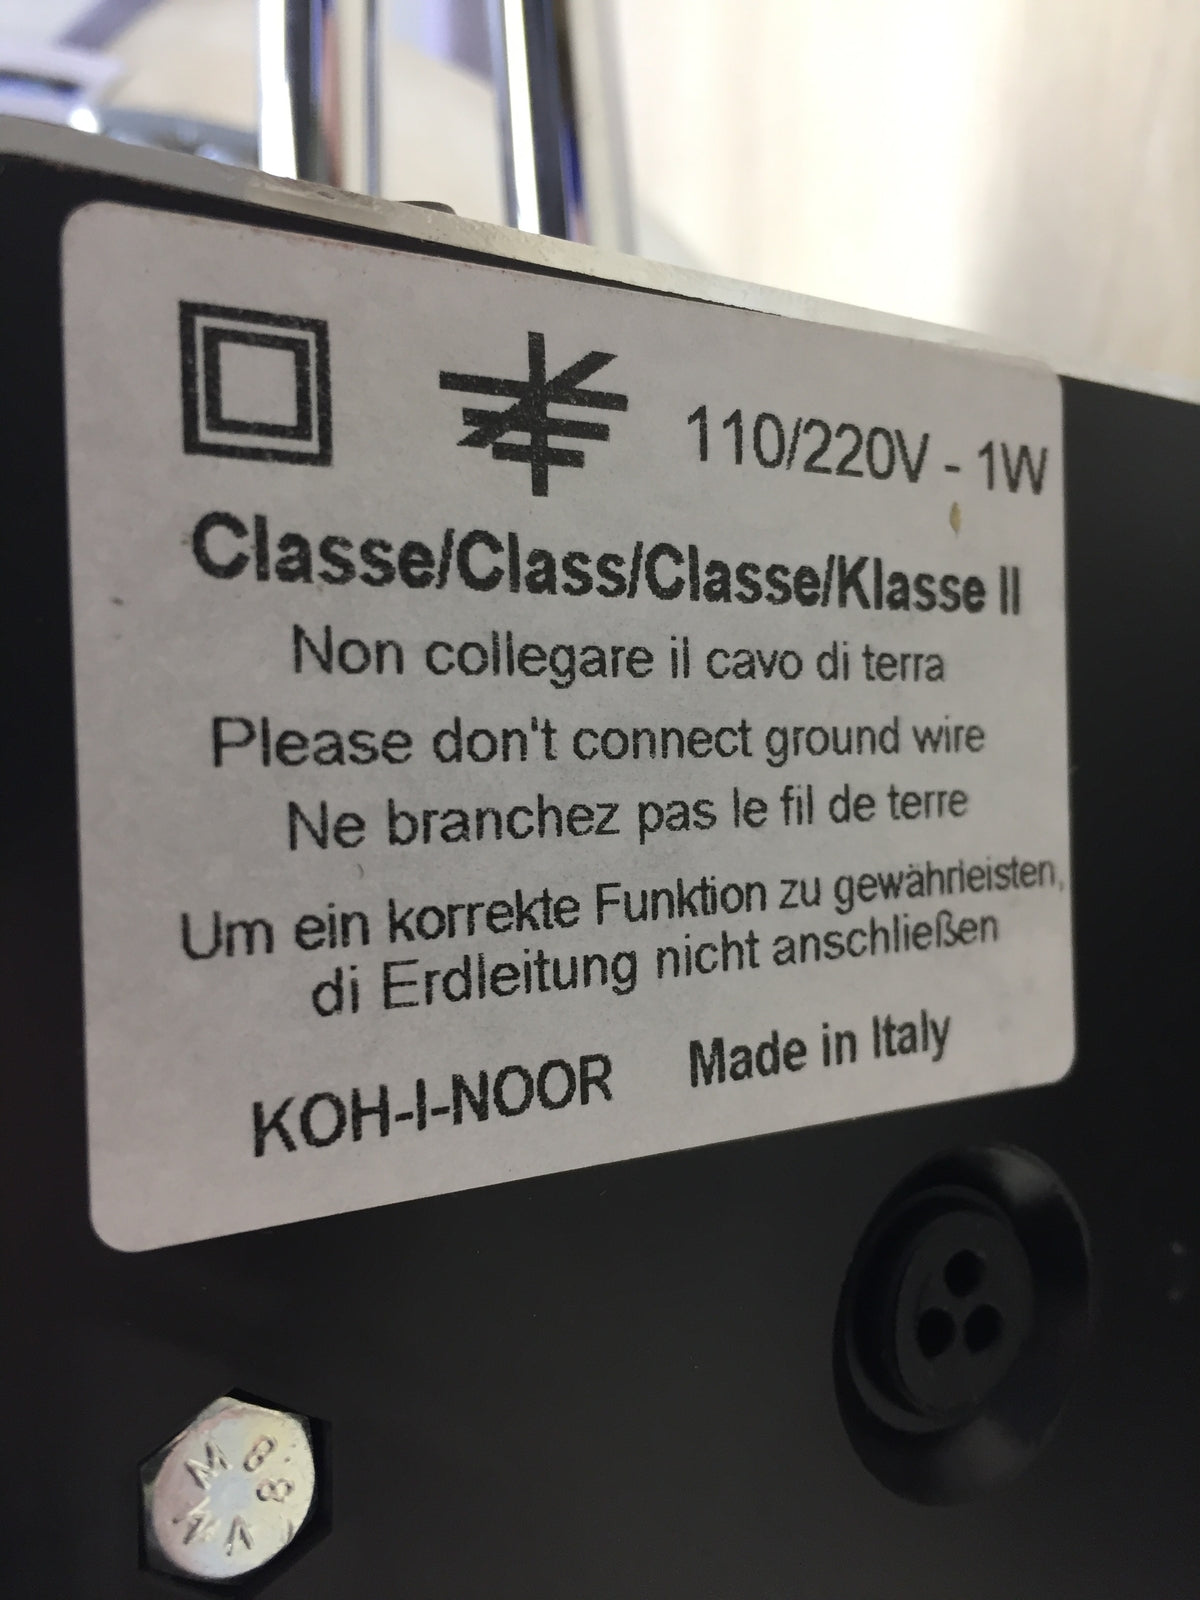 110/220V - 1W
Classe/Class/Classe/Klasse II
Non collegare il cavo di terra
Please don't connect ground wire
Ne branchez pas le fil de terre
Um ein korrekte Funktion zu gewährleisten,
di Erdleitung nicht anschließen
KOH-I-NOOR Made in Italy
M 8.8